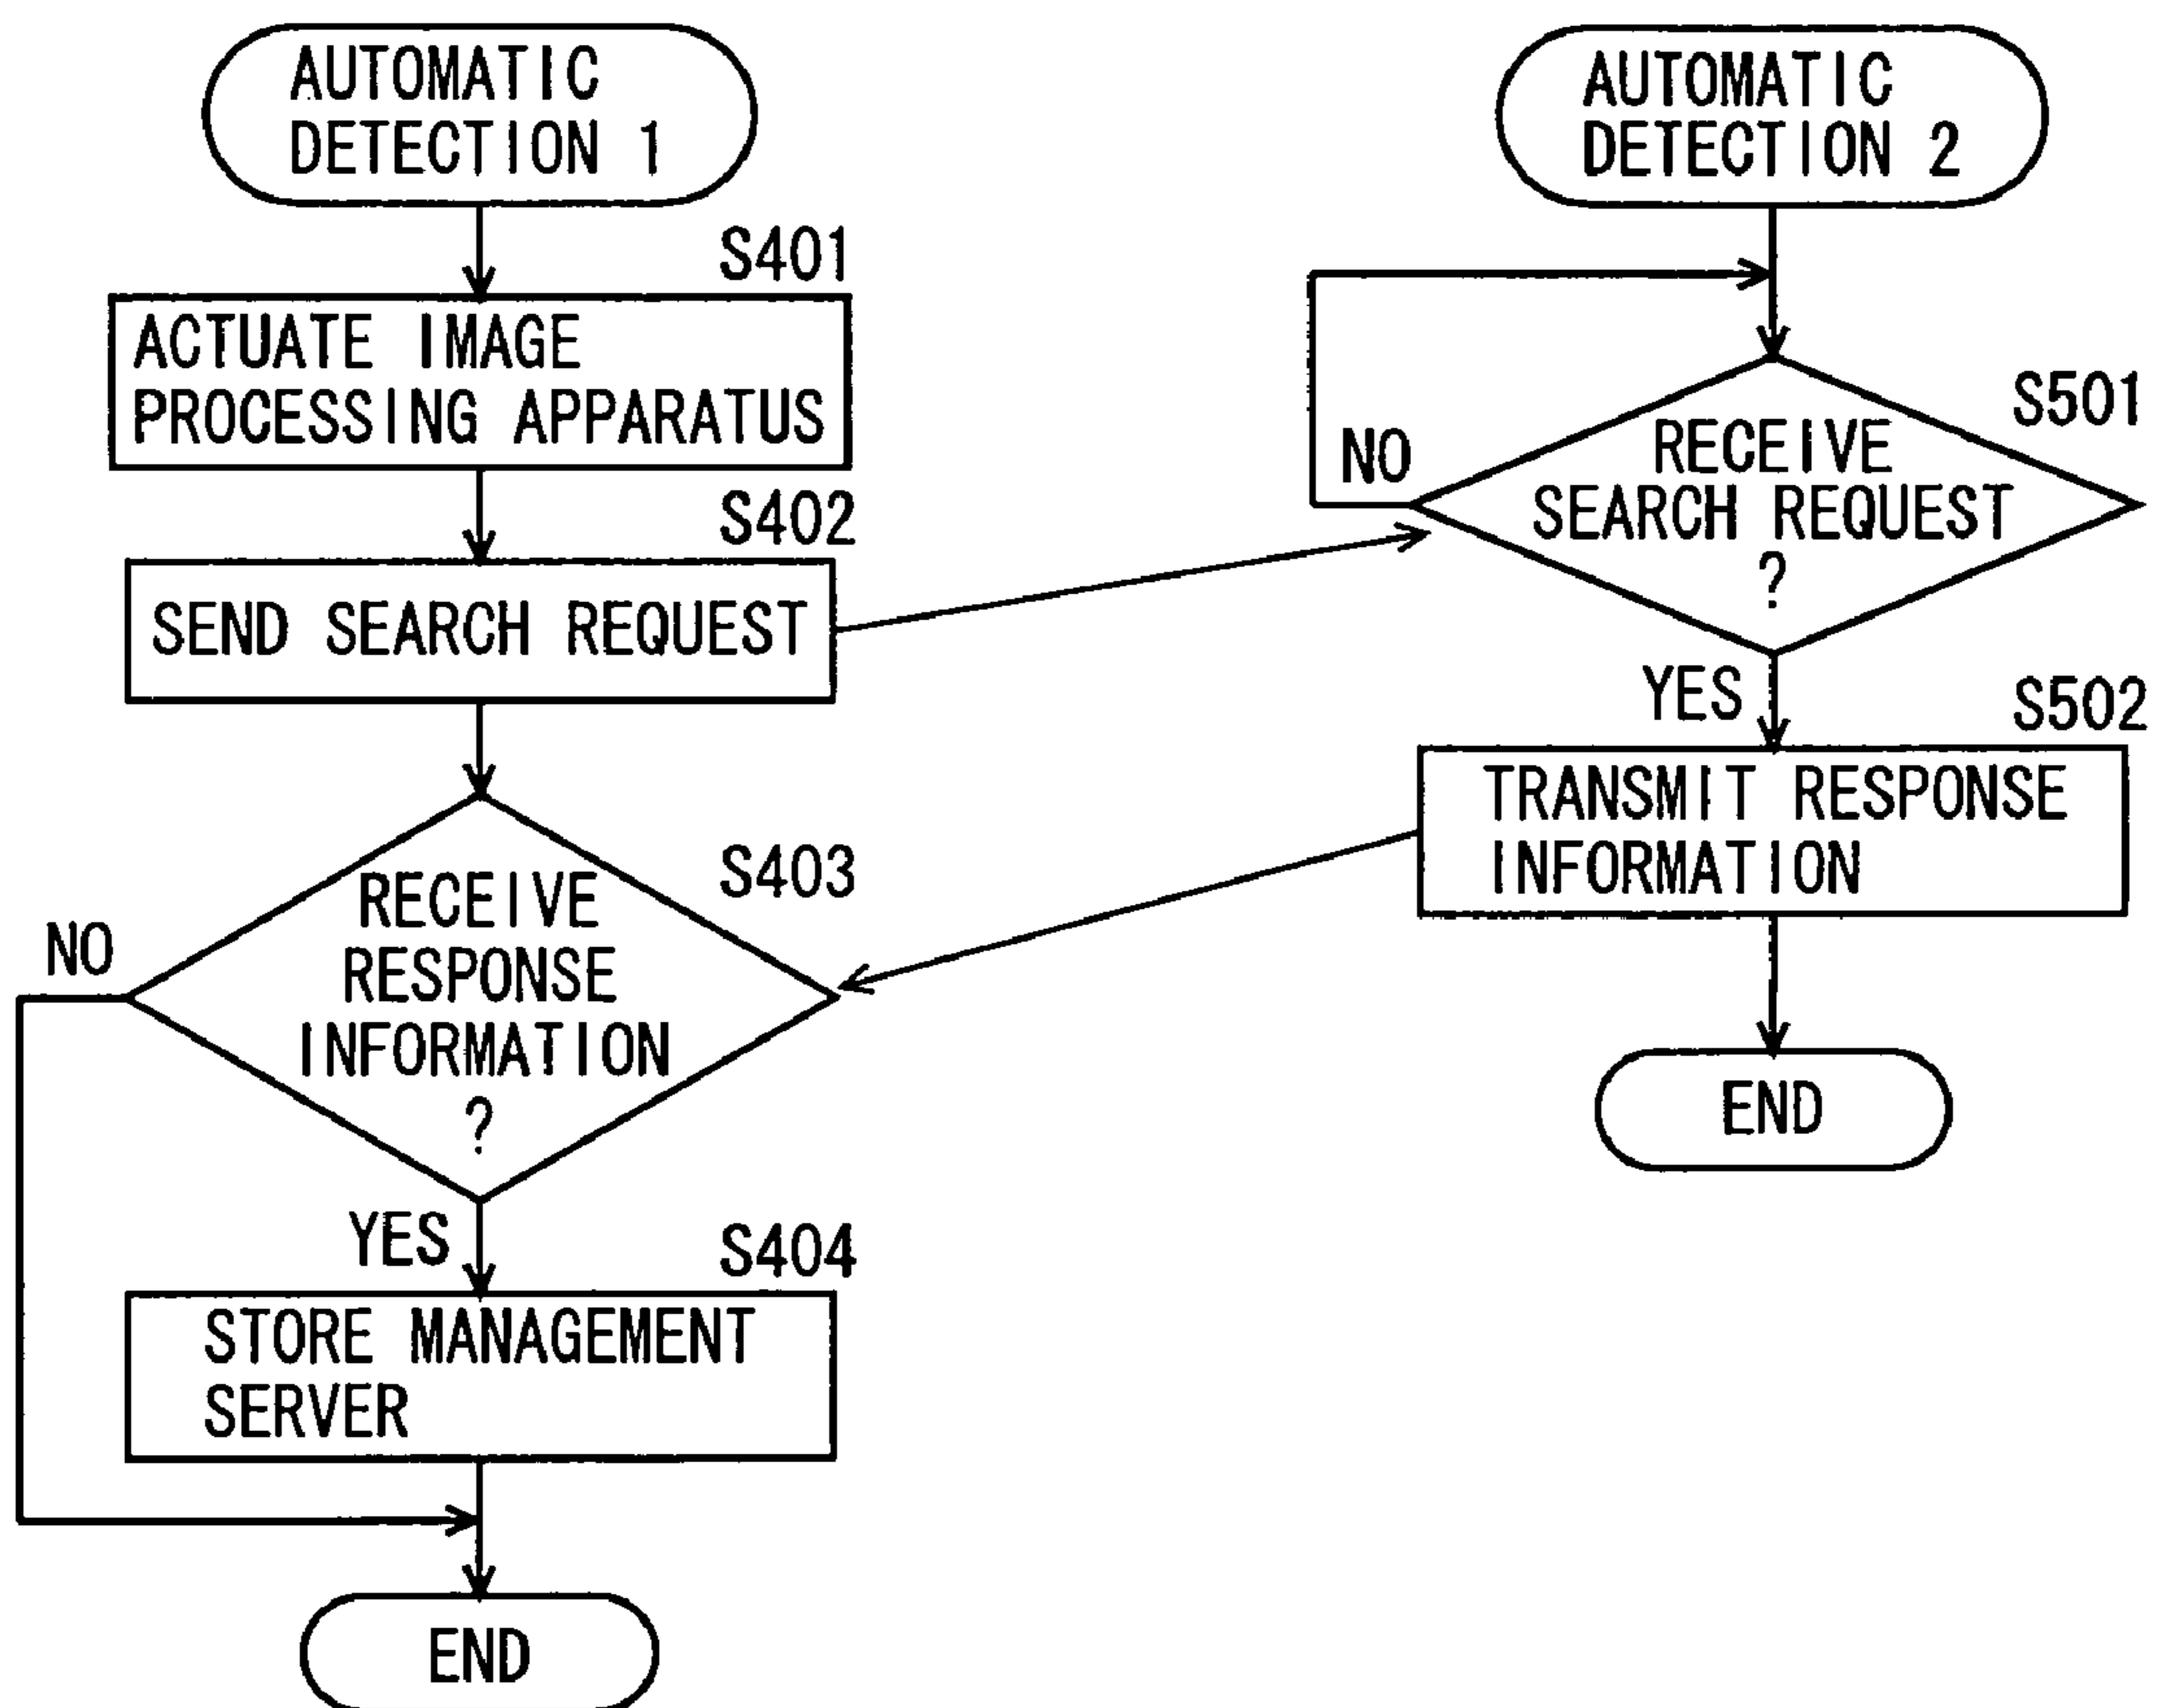 AUTOMATIC
DETECTION 1
S401
ACTUATE IMAGE
PROCESSING APPARATUS
S402
SEND SEARCH REQUEST
S403
RECEIVE
RESPONSE
INFORMATION
?
NO
YES
S404
STORE MANAGEMENT
SERVER
END
AUTOMATIC
DETECTION 2
S501
RECEIVE
SEARCH REQUEST
?
NO
YES
S502
TRANSMIT RESPONSE
INFORMATION
END